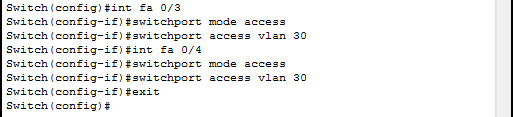 Switch(config)#int fa 0/3
Switch(config-if)#switchport mode access
Switch(config-if)#switchport access vlan 30
Switch(config-if)#int fa 0/4
Switch(config-if)#switchport mode access
Switch(config-if)#switchport access vlan 30
Switch(config-if)#exit
Switch(config)#